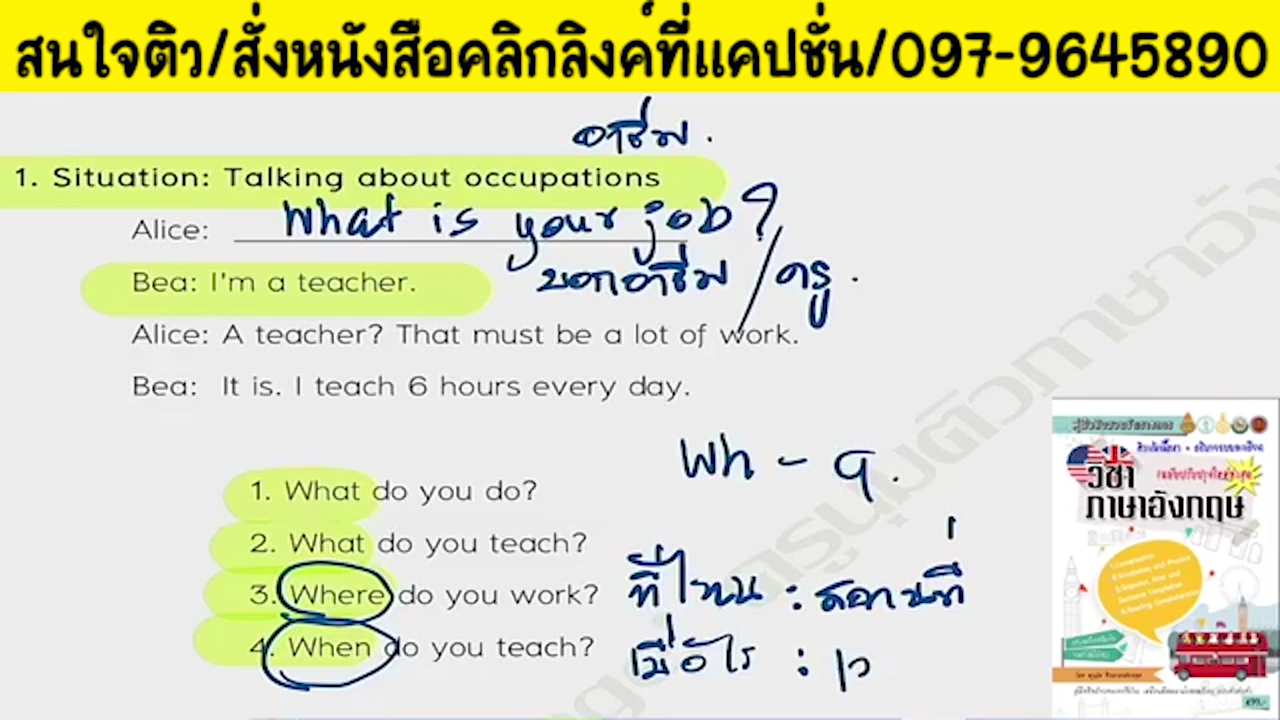 สนใจติว/สั่งหนังสือคลิกลิงค์ที่แคปชั่น/097-9645890
อาชีพ.
1. Situation: Talking about occupations
Alice: What is your job?
Bea: I'm a teacher. บอกอาชีพ/ครู.
Alice: A teacher? That must be a lot of work.
Bea: It is. I teach 6 hours every day.
Wh - q.
1. What do you do?
2. What do you teach?
3. Where do you work? ที่ไหน : สถานที่
4. When do you teach? เมื่อไร :
วิชา
ภาษาอังกฤษ